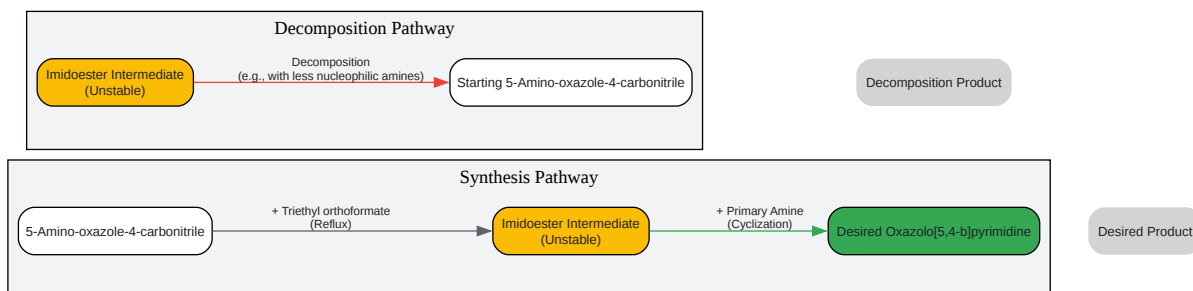 Decomposition Pathway
Imidoester Intermediate
(Unstable)
Decomposition
(e.g., with less nucleophilic amines)
Starting 5-Amino-oxazole-4-carbonitrile
Decomposition Product
Synthesis Pathway
5-Amino-oxazole-4-carbonitrile
+ Triethyl orthoformate
(Reflux)
Imidoester Intermediate
(Unstable)
+ Primary Amine
(Cyclization)
Desired Oxazolo[5,4-b]pyrimidine
Desired Product